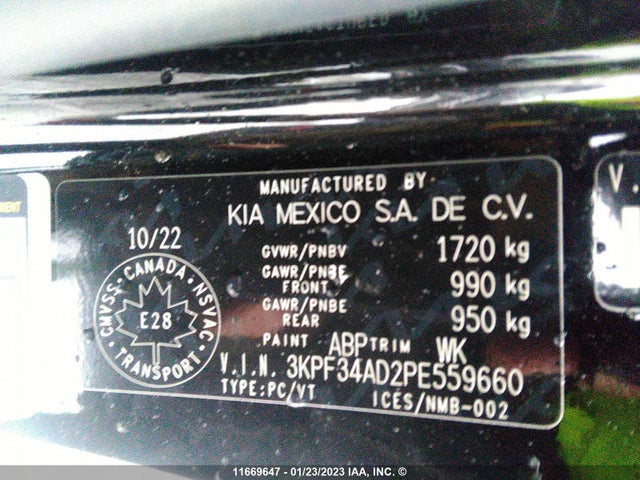 MANUFACTURED BY
KIA MEXICO S.A. DE C.V.
10/22
GVWR/PNBV 1720 kg
GAWR/PNBE FRONT 990 kg
GAWR/PNBE REAR 950 kg
PAINT ABP TRIM WK
V.I.N. 3KPF34AD2PE559660
TYPE:PC/VT ICES/NMB-002
CANADA
CMVSS NSVAC
E28
TRANSPORT
V
11669647 - 01/23/2023 IAA, INC. ©